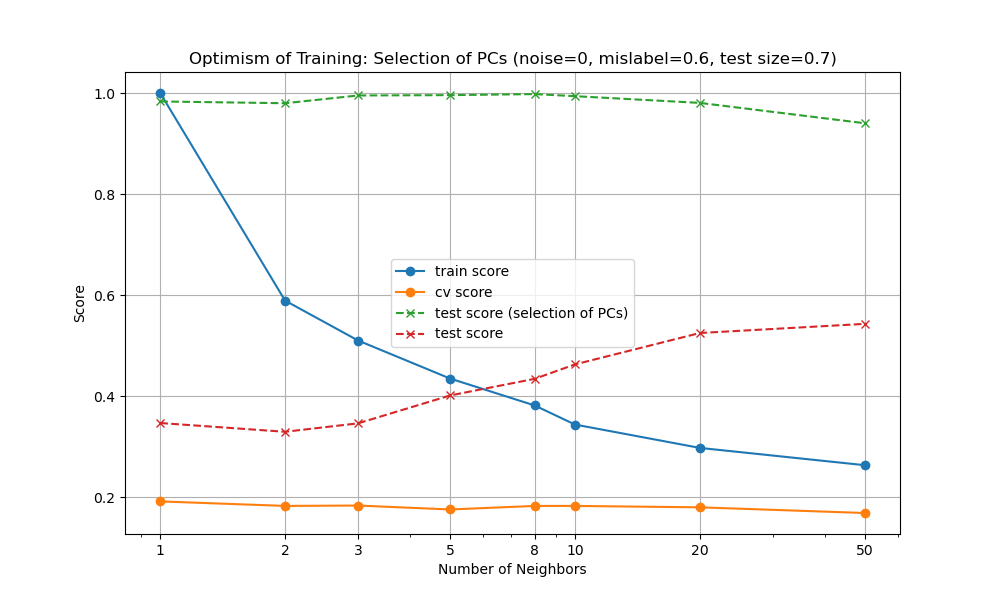 Optimism of Training: Selection of PCs (noise=0, mislabel=0.6, test size=0.7)
Score
1.0
0.8
0.6
0.4
0.2
train score
cv score
test score (selection of PCs)
test score
1 2 3 5 8 10 20 50
Number of Neighbors